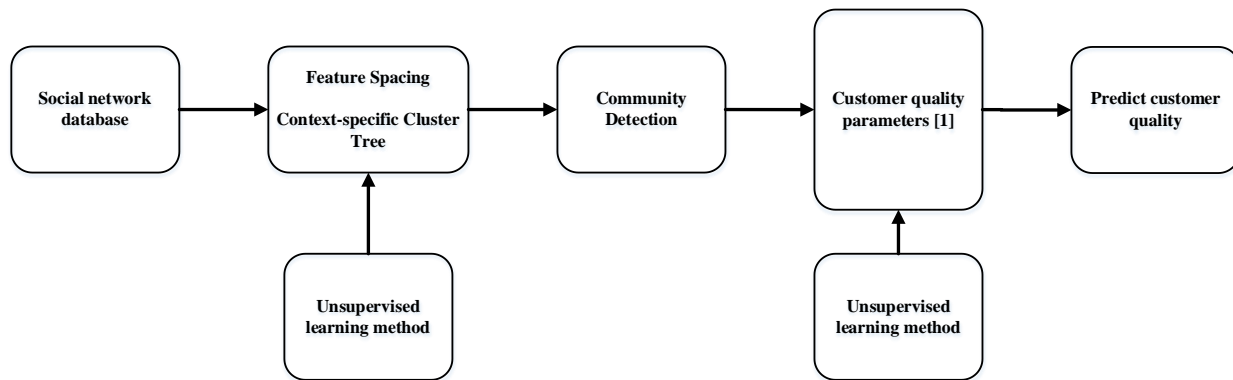 Social network
database
Feature Spacing
Context-specific Cluster
Tree
Community
Detection
Customer quality
parameters [1]
Predict customer
quality
Unsupervised
learning method
Unsupervised
learning method